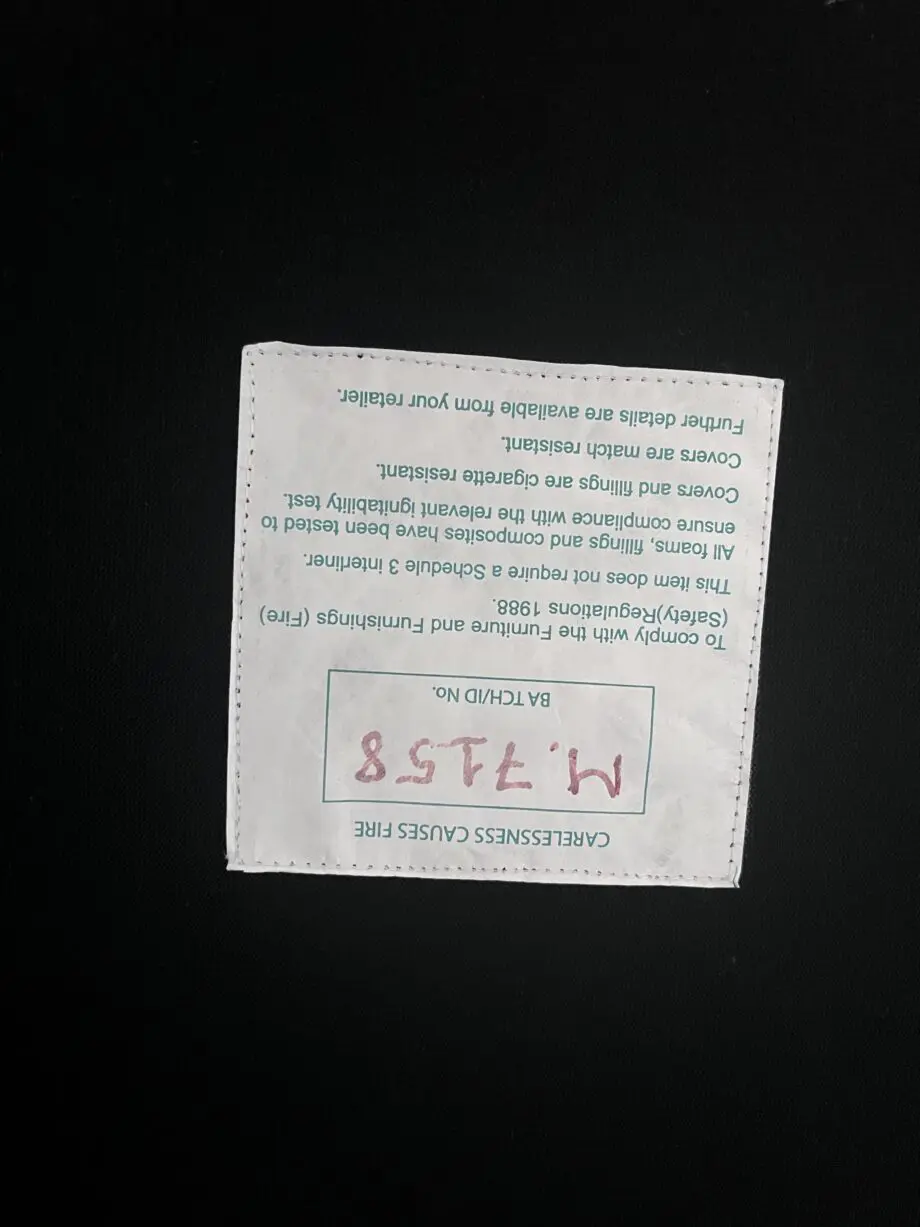 CARELESSNESS CAUSES FIRE
M.7158
BATCH/ID No.
To comply with the Furniture and Furnishings (Fire)
(Safety)Regulations 1988.
This item does not require a Schedule 3 interliner.
All foams, fillings and composites have been tested to
ensure compliance with the relevant ignitability test.
Covers and fillings are cigarette resistant.
Covers are match resistant.
Further details are available from your retailer.